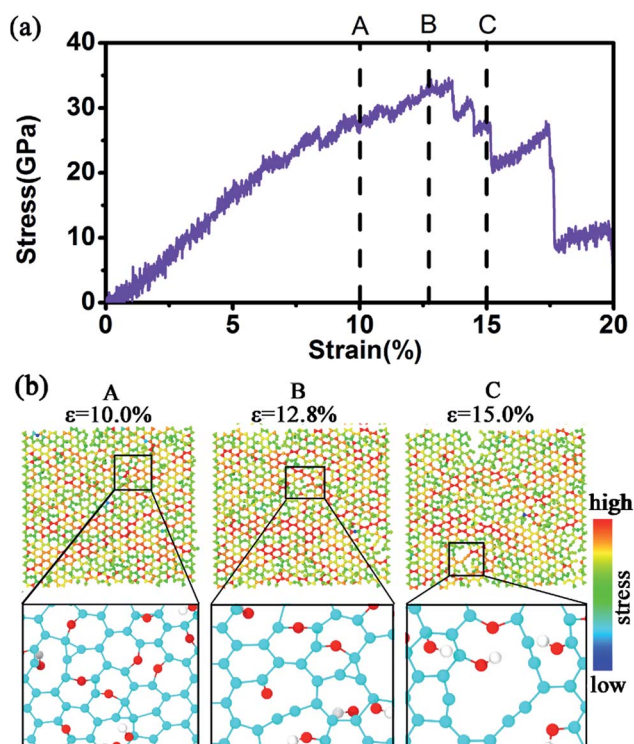 (a)
A B C
40
30
20
10
0
Stress(GPa)
0 5 10 15 20
Strain(%)
(b)
A B C
ε=10.0% ε=12.8% ε=15.0%
high
stress
low